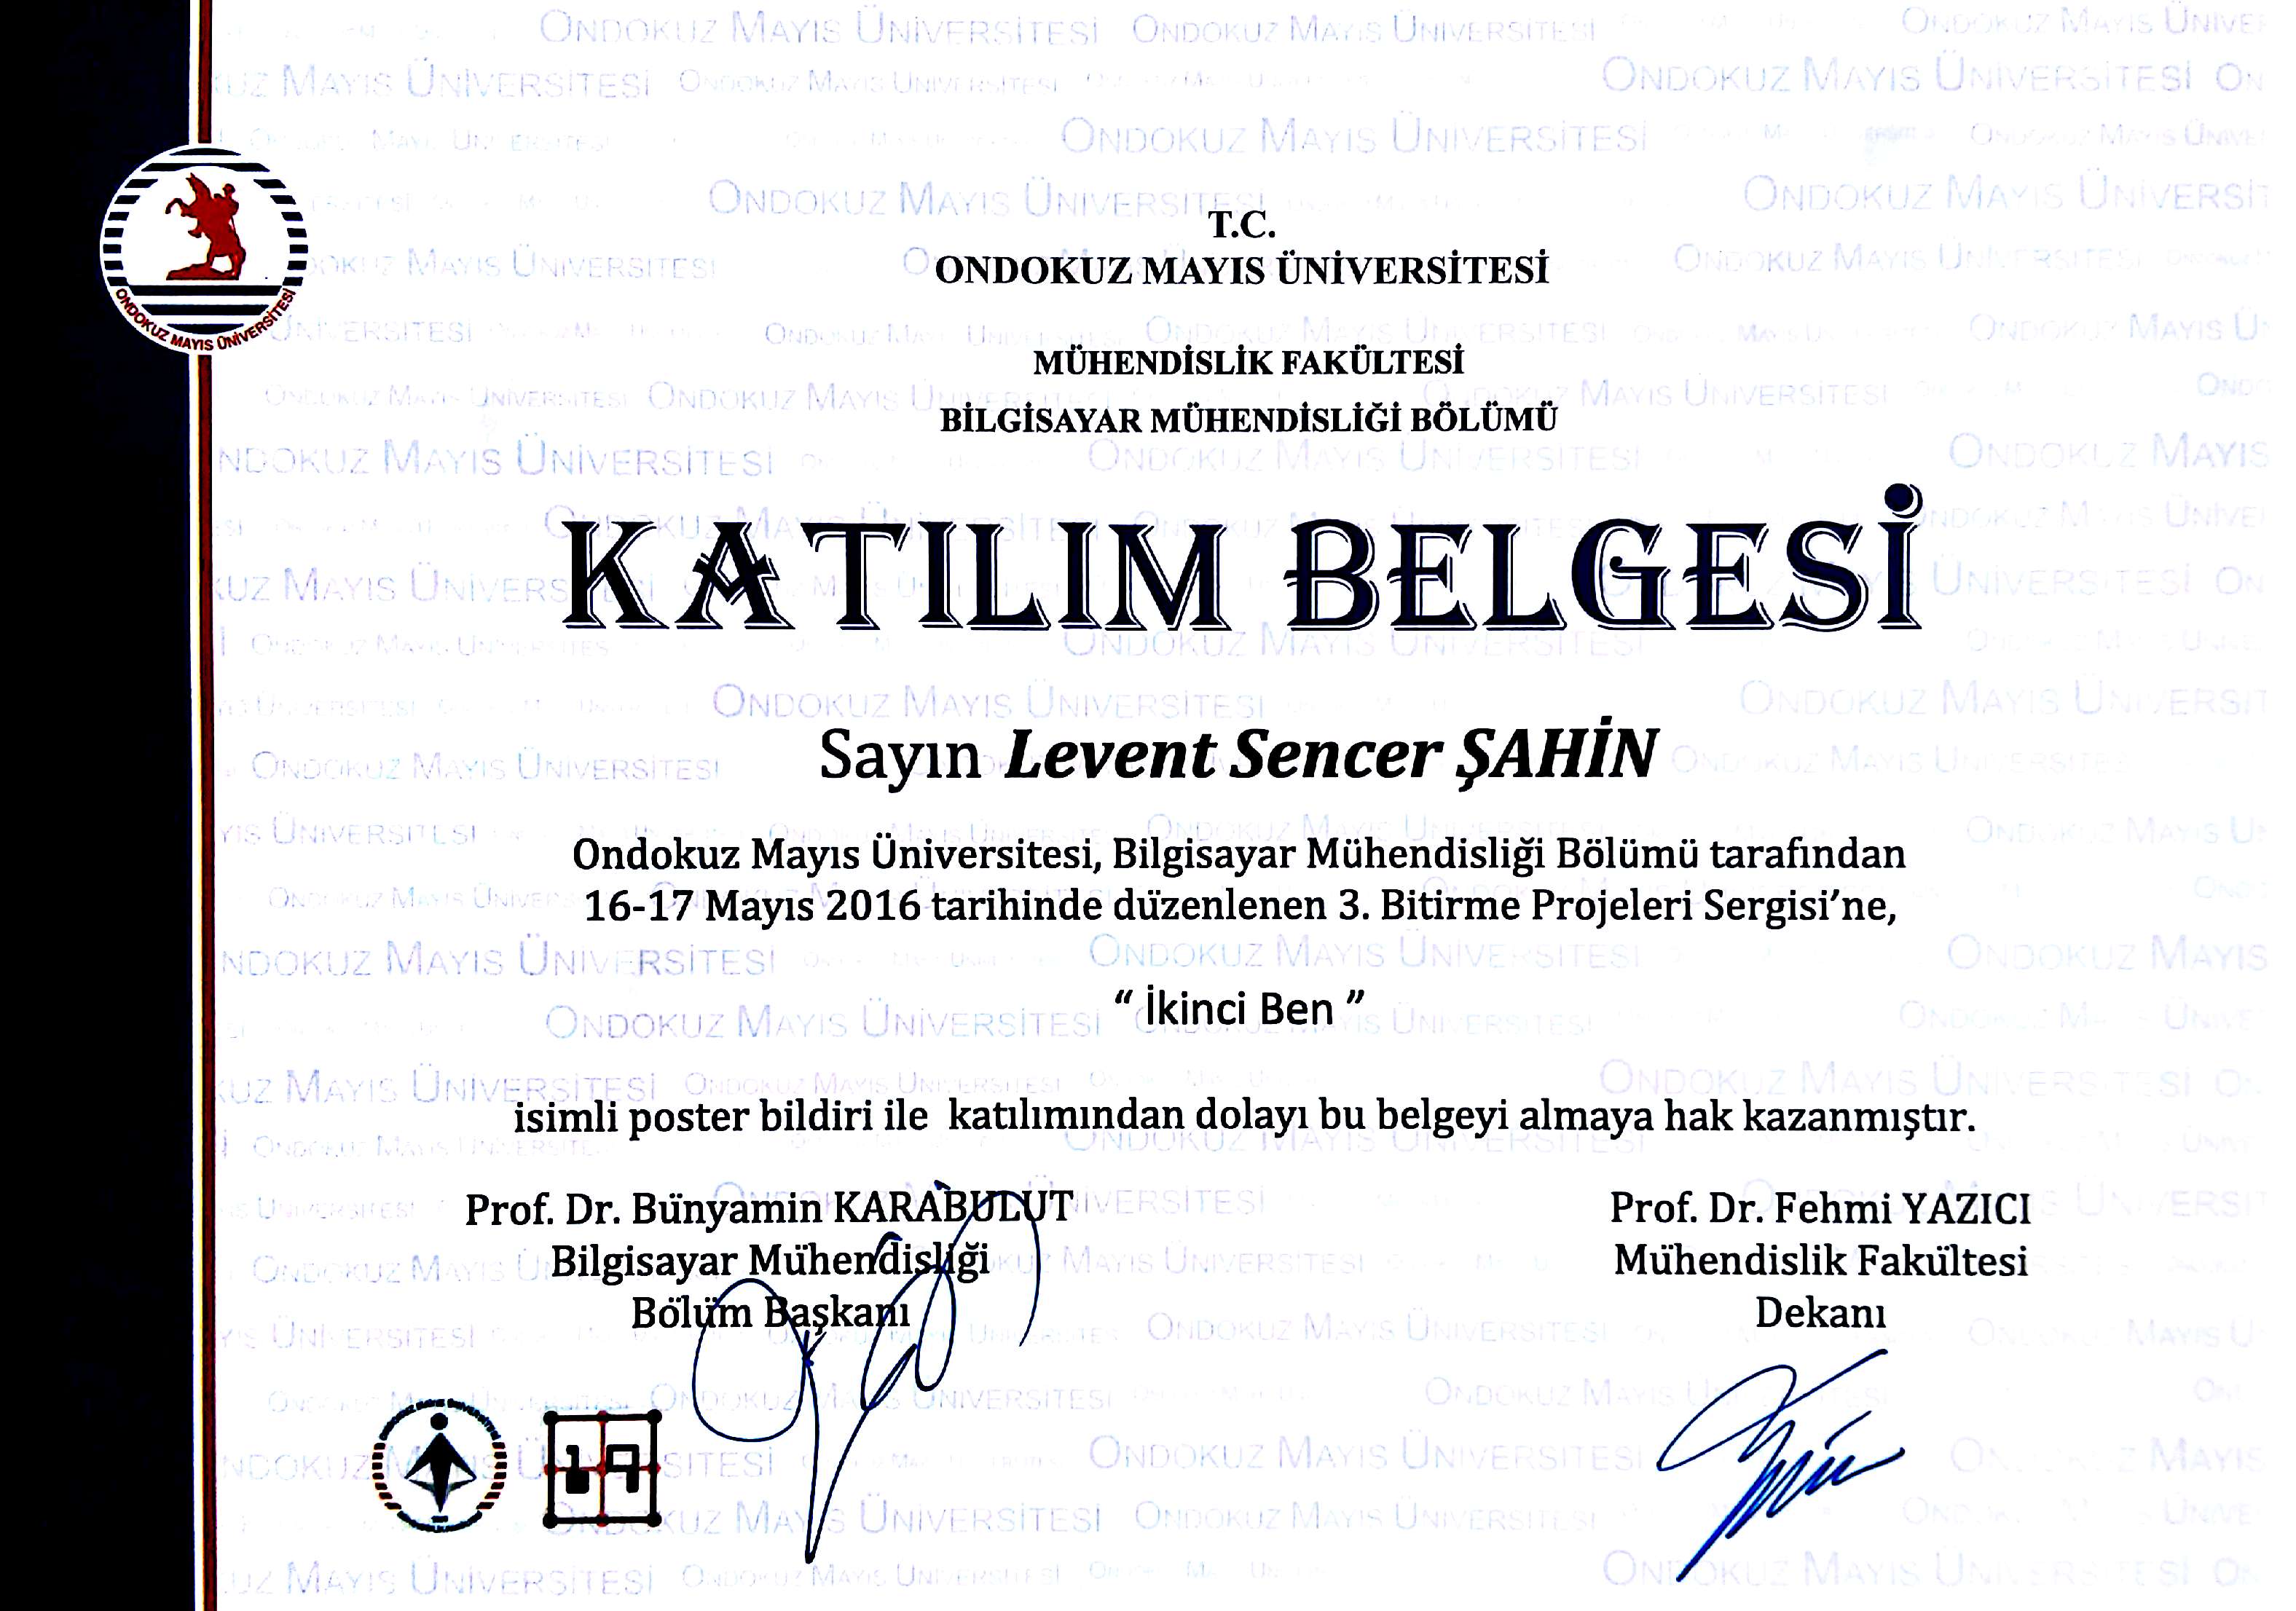 T.C.
ONDOKUZ MAYIS ÜNİVERSİTESİ
MÜHENDİSLİK FAKÜLTESİ
BİLGİSAYAR MÜHENDİSLİĞİ BÖLÜMÜ
ONDOKUZ MAYIS ÜNİVERSİTESİ
KATILIM BELGESİ
Sayın Levent Sencer ŞAHİN
Ondokuz Mayıs Üniversitesi, Bilgisayar Mühendisliği Bölümü tarafından
16-17 Mayıs 2016 tarihinde düzenlenen 3. Bitirme Projeleri Sergisi’ne,
“ İkinci Ben ”
isimli poster bildiri ile katılımından dolayı bu belgeyi almaya hak kazanmıştır.
Prof. Dr. Bünyamin KARABULUT
Bilgisayar Mühendisliği
Bölüm Başkanı
Prof. Dr. Fehmi YAZICI
Mühendislik Fakültesi
Dekanı
19